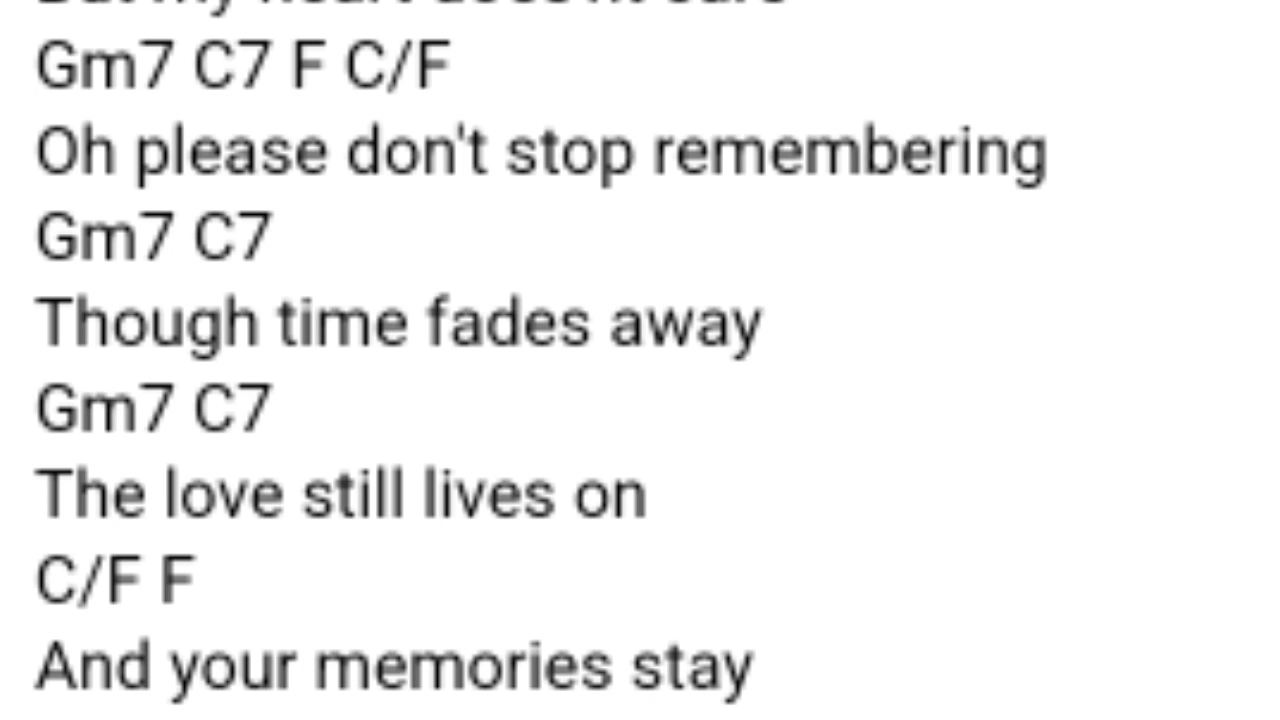 Gm7 C7 F C/F
Oh please don't stop remembering
Gm7 C7
Though time fades away
Gm7 C7
The love still lives on
C/F F
And your memories stay